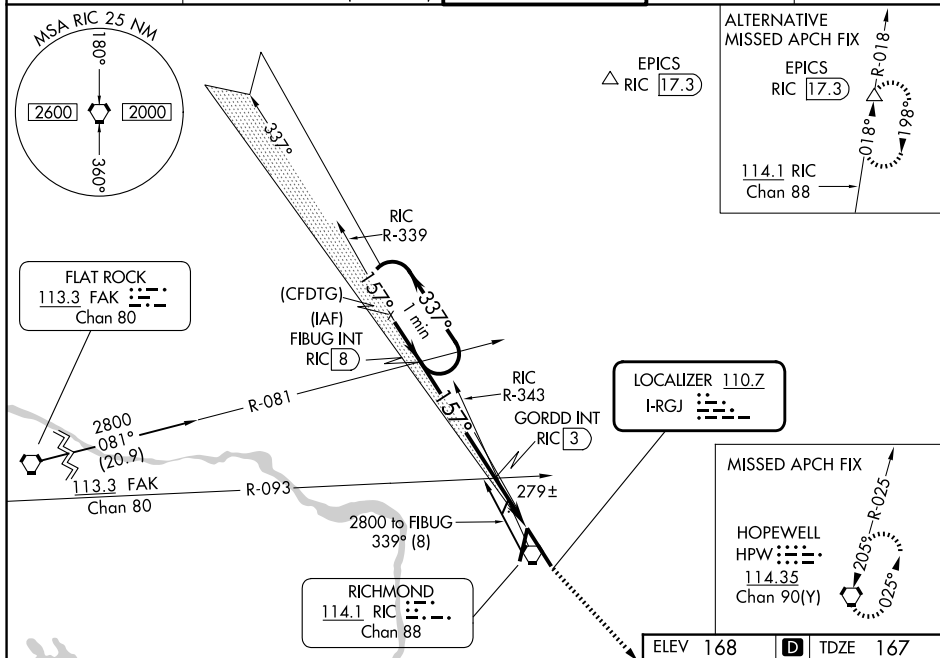 MSA RIC 25 NM
180°
2600
2000
360°
EPICS
RIC 17.3
ALTERNATIVE
MISSED APCH FIX
EPICS
RIC 17.3
R-018
018°
198°
114.1 RIC
Chan 88
337°
RIC
R-339
FLAT ROCK
113.3 FAK
Chan 80
(CFDTG)
(IAF)
FIBUG INT
RIC 8
157°
337°
1 min
R-081
2800
081°
(20.9)
RIC
R-343
157°
GORDD INT
RIC 3
LOCALIZER 110.7
I-RGJ
113.3 FAK
Chan 80
R-093
279±
2800 to FIBUG
339° (8)
RICHMOND
114.1 RIC
Chan 88
MISSED APCH FIX
HOPEWELL
HPW
114.35
Chan 90(Y)
R-025
205°
025°
ELEV 168 D TDZE 167